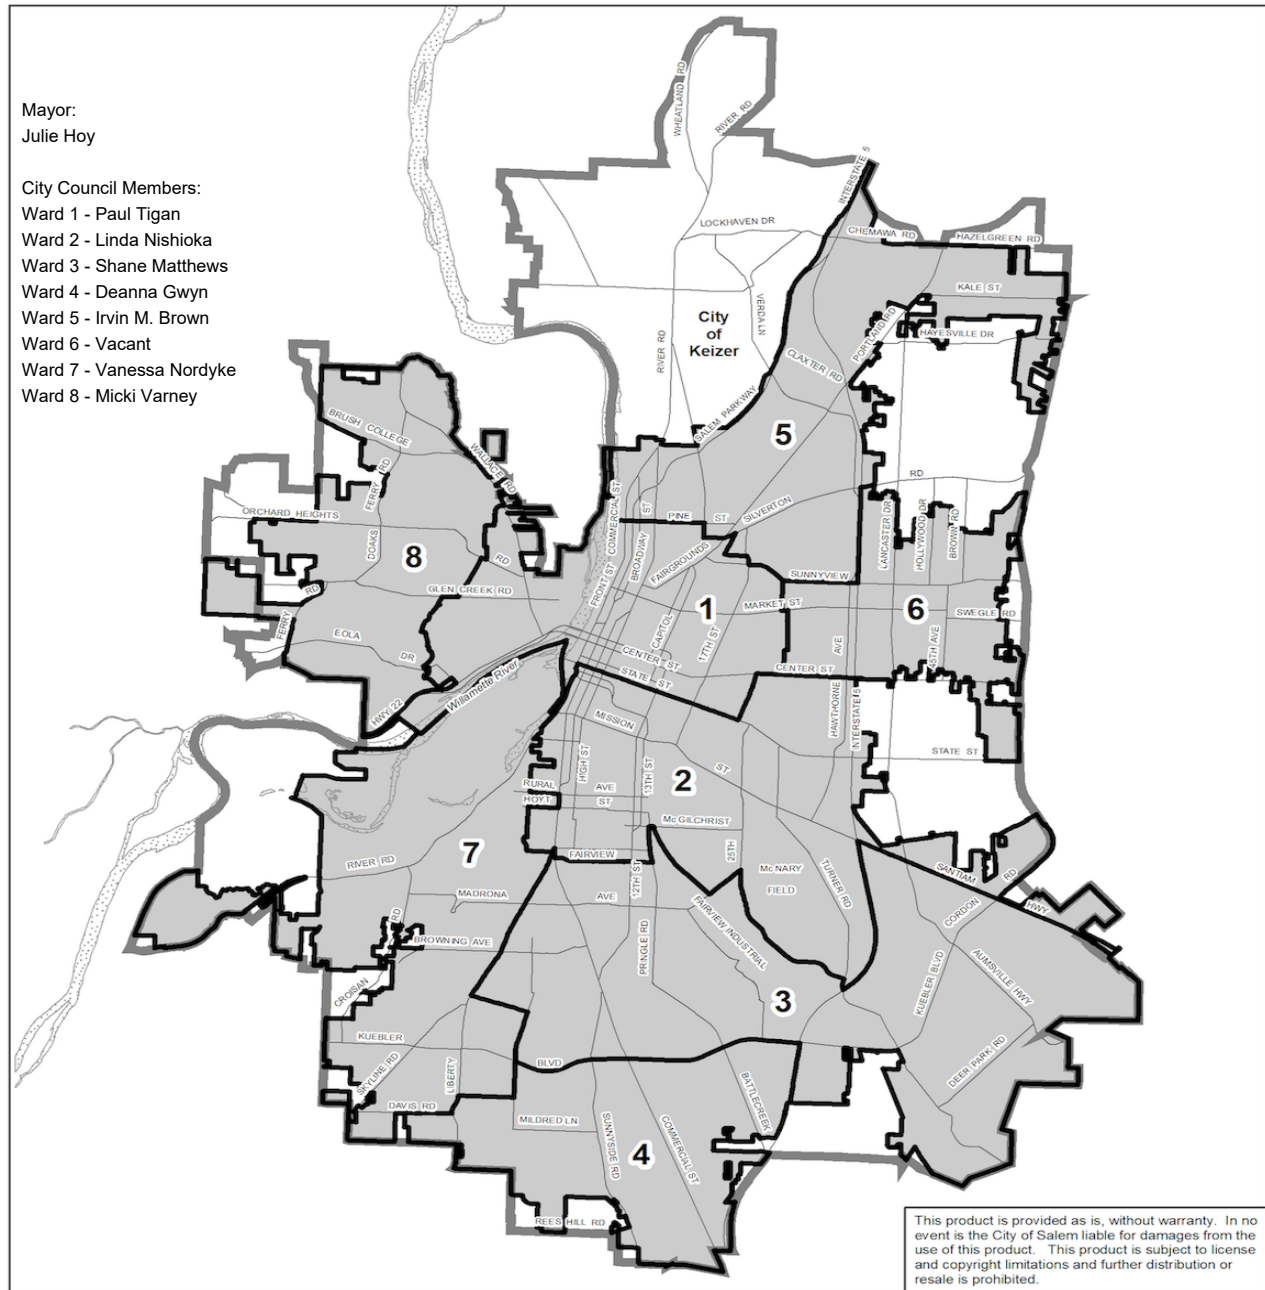 Mayor:
Julie Hoy
City Council Members:
Ward 1 - Paul Tigan
Ward 2 - Linda Nishioka
Ward 3 - Shane Matthews
Ward 4 - Deanna Gwyn
Ward 5 - Irvin M. Brown
Ward 6 - Vacant
Ward 7 - Vanessa Nordyke
Ward 8 - Micki Varney
WHEATLAND RD
RIVER RD
INTERSTATE 5
LOCKHAVEN DR
CHEMAWA RD
HAZELGREEN RD
KALE ST
VERDA LN
City
of
Keizer
RIVER RD
PORTLAND RD
HAYESVILLE DR
CLAXTER RD
SALEM PARKWAY
5
BRUSH COLLEGE
RD
WALLACE RD
FERRY
DOAKS
ORCHARD HEIGHTS
RD
8
GLEN CREEK RD
RD
FERRY
EOLA
DR
HWY 22
Willamette River
COMMERCIAL ST
FRONT ST
BROADWAY
ST
PINE ST
SILVERTON
RD
FAIRGROUNDS
LANCASTER DR
HOLLYWOOD DR
BROWN RD
SUNNYVIEW
1
MARKET ST
6
SWEGLE RD
CAPITOL
17TH ST
45TH AVE
CENTER ST
CENTER ST
STATE ST
HAWTHORNE
AVE
INTERSTATE 5
STATE ST
MISSION
ST
HIGH ST
13TH ST
2
RURAL
AVE
HOYT
ST
McGILCHRIST
25TH
7
RIVER RD
FAIRVIEW
12TH ST
McNARY
FIELD
TURNER RD
SANTIAM
HWY
CORDON
RD
MADRONA
AVE
RD
BROWNING AVE
PRINGLE RD
FAIRVIEW INDUSTRIAL
CROISAN
3
KUEBLER BLVD
AUMSVILLE HWY
KUEBLER
BLVD
SKYLINE RD
LIBERTY
DAVIS RD
DEER PARK RD
BATTLECREEK
MILDRED LN
SUNNYSIDE RD
COMMERCIAL ST
4
REES HILL RD
This product is provided as is, without warranty. In no
event is the City of Salem liable for damages from the
use of this product. This product is subject to license
and copyright limitations and further distribution or
resale is prohibited.